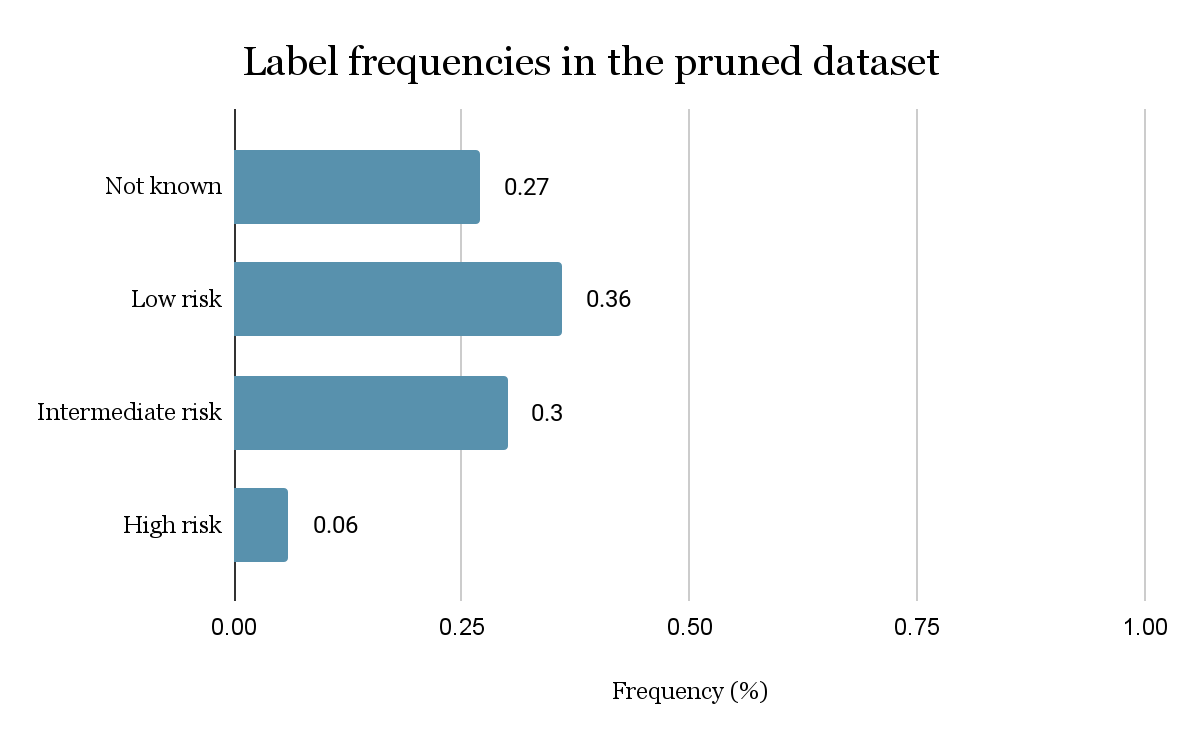 Label frequencies in the pruned dataset
Not known
0.27
Low risk
0.36
Intermediate risk
0.3
High risk
0.06
0.00
0.25
0.50
0.75
1.00
Frequency (%)